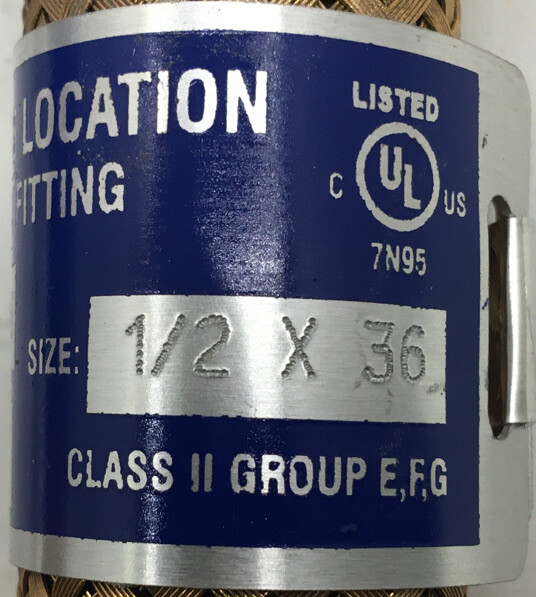 LOCATION
LISTED
C UL US
FITTING
7N95
SIZE: 1/2 X 36
CLASS II GROUP E,F,G